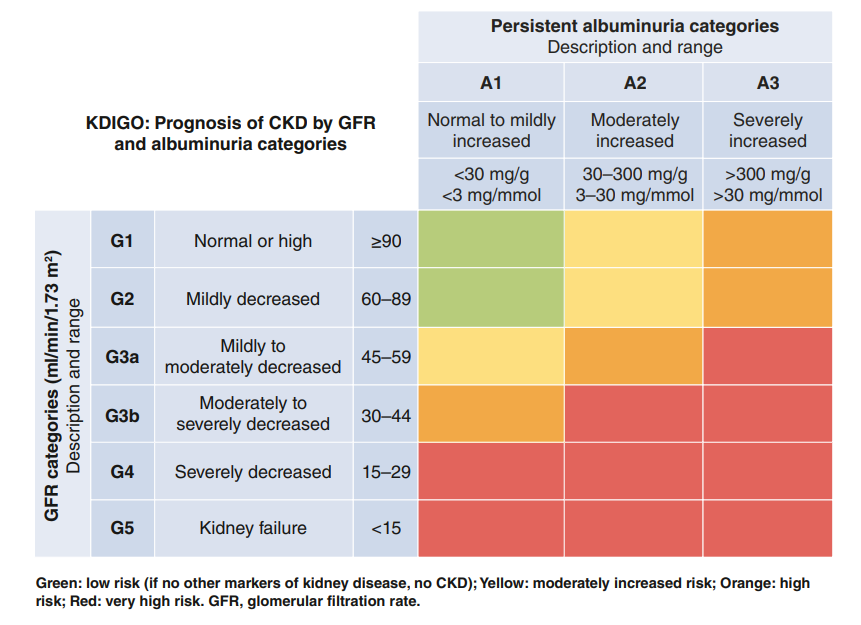 Persistent albuminuria categories
Description and range
A1
A2
A3
KDIGO: Prognosis of CKD by GFR
and albuminuria categories
Normal to mildly
increased
Moderately
increased
Severely
increased
<30 mg/g
<3 mg/mmol
30–300 mg/g
3–30 mg/mmol
>300 mg/g
>30 mg/mmol
GFR categories (ml/min/1.73 m²)
Description and range
G1
Normal or high
≥90
G2
Mildly decreased
60–89
G3a
Mildly to
moderately decreased
45–59
G3b
Moderately to
severely decreased
30–44
G4
Severely decreased
15–29
G5
Kidney failure
<15
Green: low risk (if no other markers of kidney disease, no CKD); Yellow: moderately increased risk; Orange: high
risk; Red: very high risk. GFR, glomerular filtration rate.